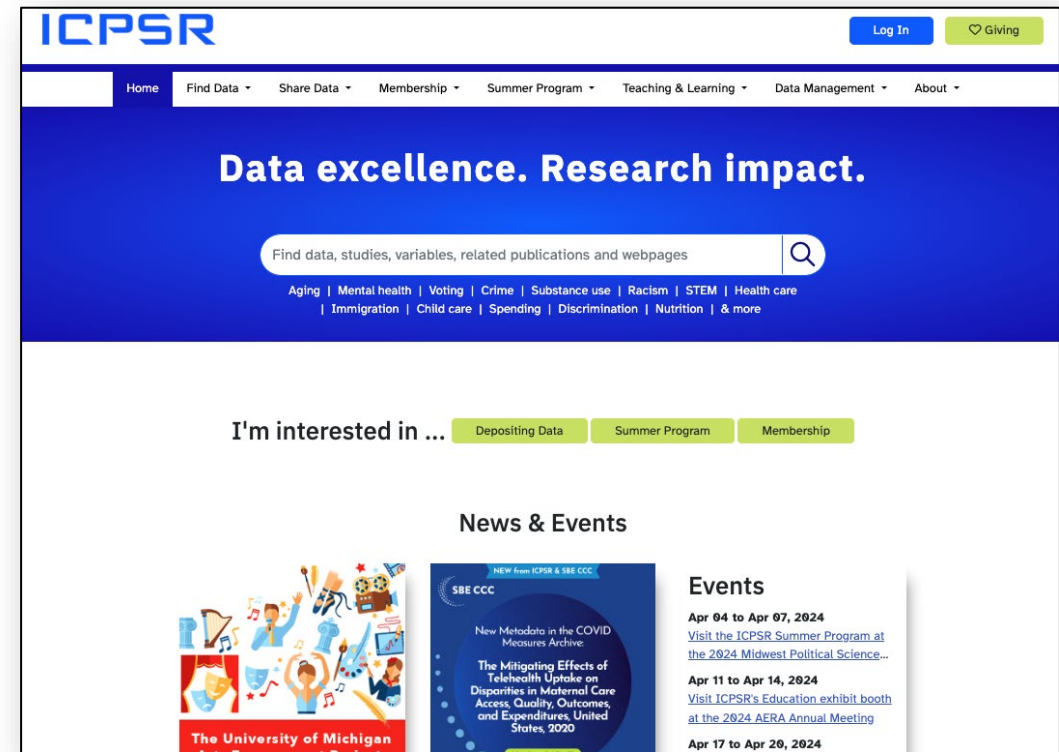 ICPSR
Log In
Giving
Home
Find Data
Share Data
Membership
Summer Program
Teaching & Learning
Data Management
About
Data excellence. Research impact.
Find data, studies, variables, related publications and webpages
Aging | Mental health | Voting | Crime | Substance use | Racism | STEM | Health care
| Immigration | Child care | Spending | Discrimination | Nutrition | & more
I'm interested in ...
Depositing Data
Summer Program
Membership
News & Events
The University of Michigan
NEW from ICPSR & SBE CCC
SBE CCC
New Metadata in the COVID
Measures Archive:
The Mitigating Effects of
Telehealth Uptake on
Disparities in Maternal Care
Access, Quality, Outcomes,
and Expenditures, United
States, 2020
Events
Apr 04 to Apr 07, 2024
Visit the ICPSR Summer Program at
the 2024 Midwest Political Science...
Apr 11 to Apr 14, 2024
Visit ICPSR's Education exhibit booth
at the 2024 AERA Annual Meeting
Apr 17 to Apr 20, 2024